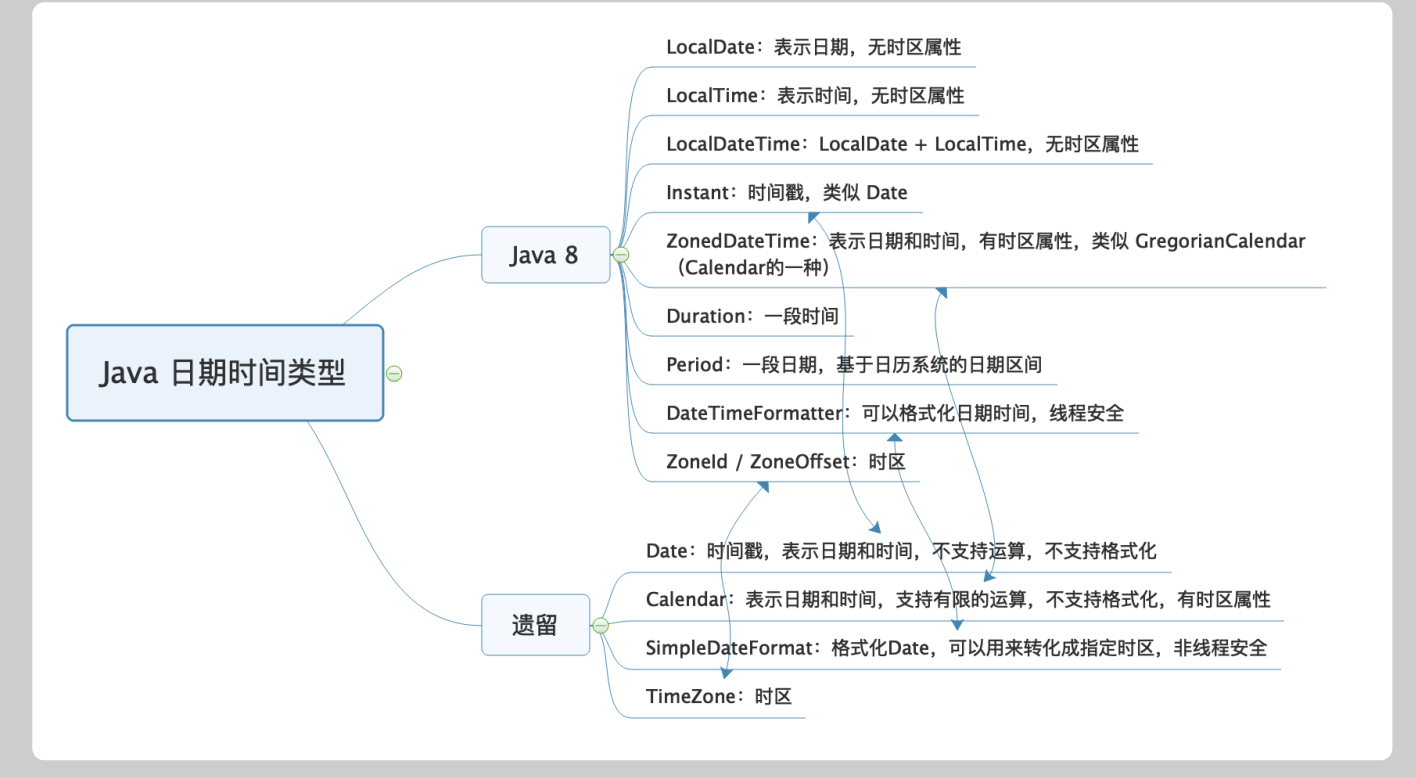 LocalDate：表示日期，无时区属性
LocalTime：表示时间，无时区属性
LocalDateTime：LocalDate + LocalTime，无时区属性
Instant：时间戳，类似 Date
ZonedDateTime：表示日期和时间，有时区属性，类似 GregorianCalendar
（Calendar的一种）
Java 8
Duration：一段时间
Period：一段日期，基于日历系统的日期区间
DateTimeFormatter：可以格式化日期时间，线程安全
ZoneId / ZoneOffset：时区
Java 日期时间类型
Date：时间戳，表示日期和时间，不支持运算，不支持格式化
Calendar：表示日期和时间，支持有限的运算，不支持格式化，有时区属性
遗留
SimpleDateFormat：格式化Date，可以用来转化成指定时区，非线程安全
TimeZone：时区